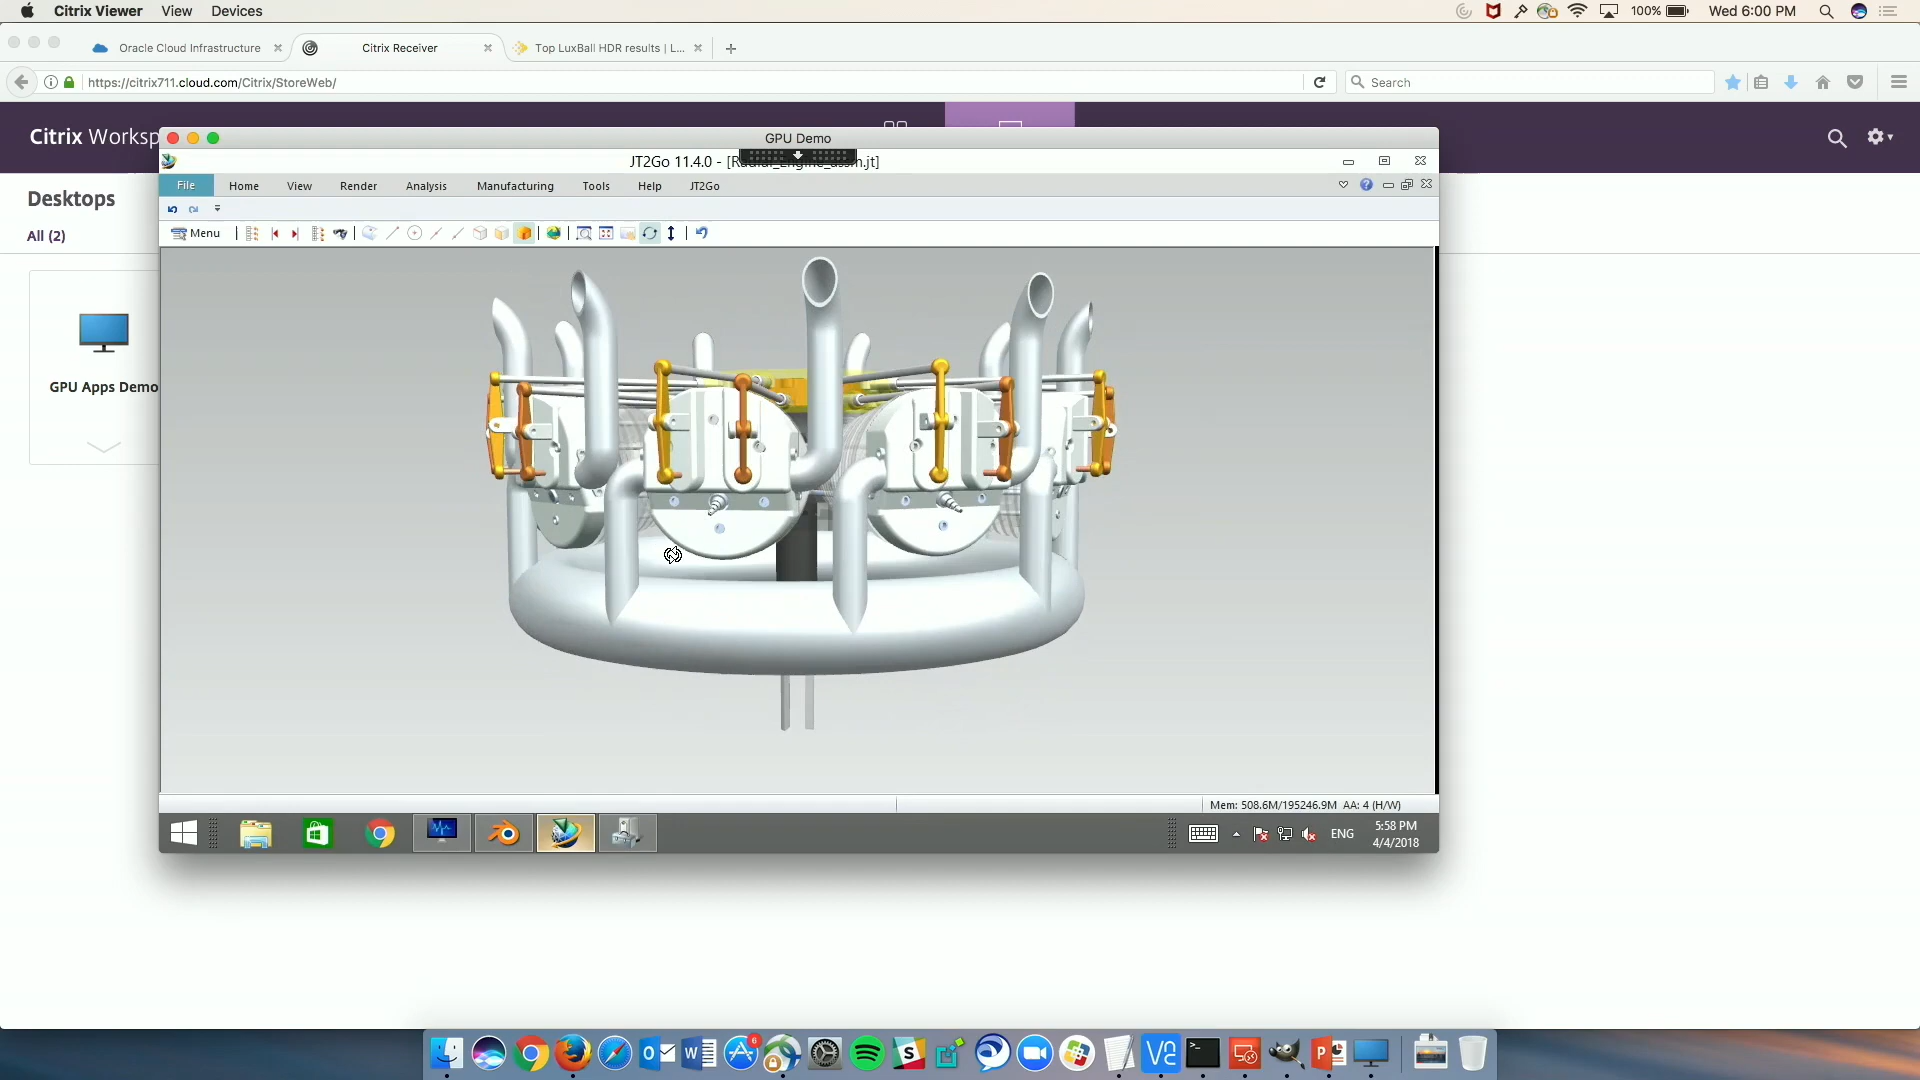 Citrix Viewer View Devices
100% Wed 6:00 PM
Oracle Cloud Infrastructure
Citrix Receiver
Top LuxBall HDR results | L...
https://citrix711.cloud.com/Citrix/StoreWeb/
Search
Citrix Worksp
GPU Demo
JT2Go 11.4.0 - [Radial_Engine_assm.jt]
Desktops
File Home View Render Analysis Manufacturing Tools Help JT2Go
All (2)
Menu
GPU Apps Demo
Mem: 508.6M/195246.9M AA: 4 (H/W)
ENG
5:58 PM
4/4/2018
6